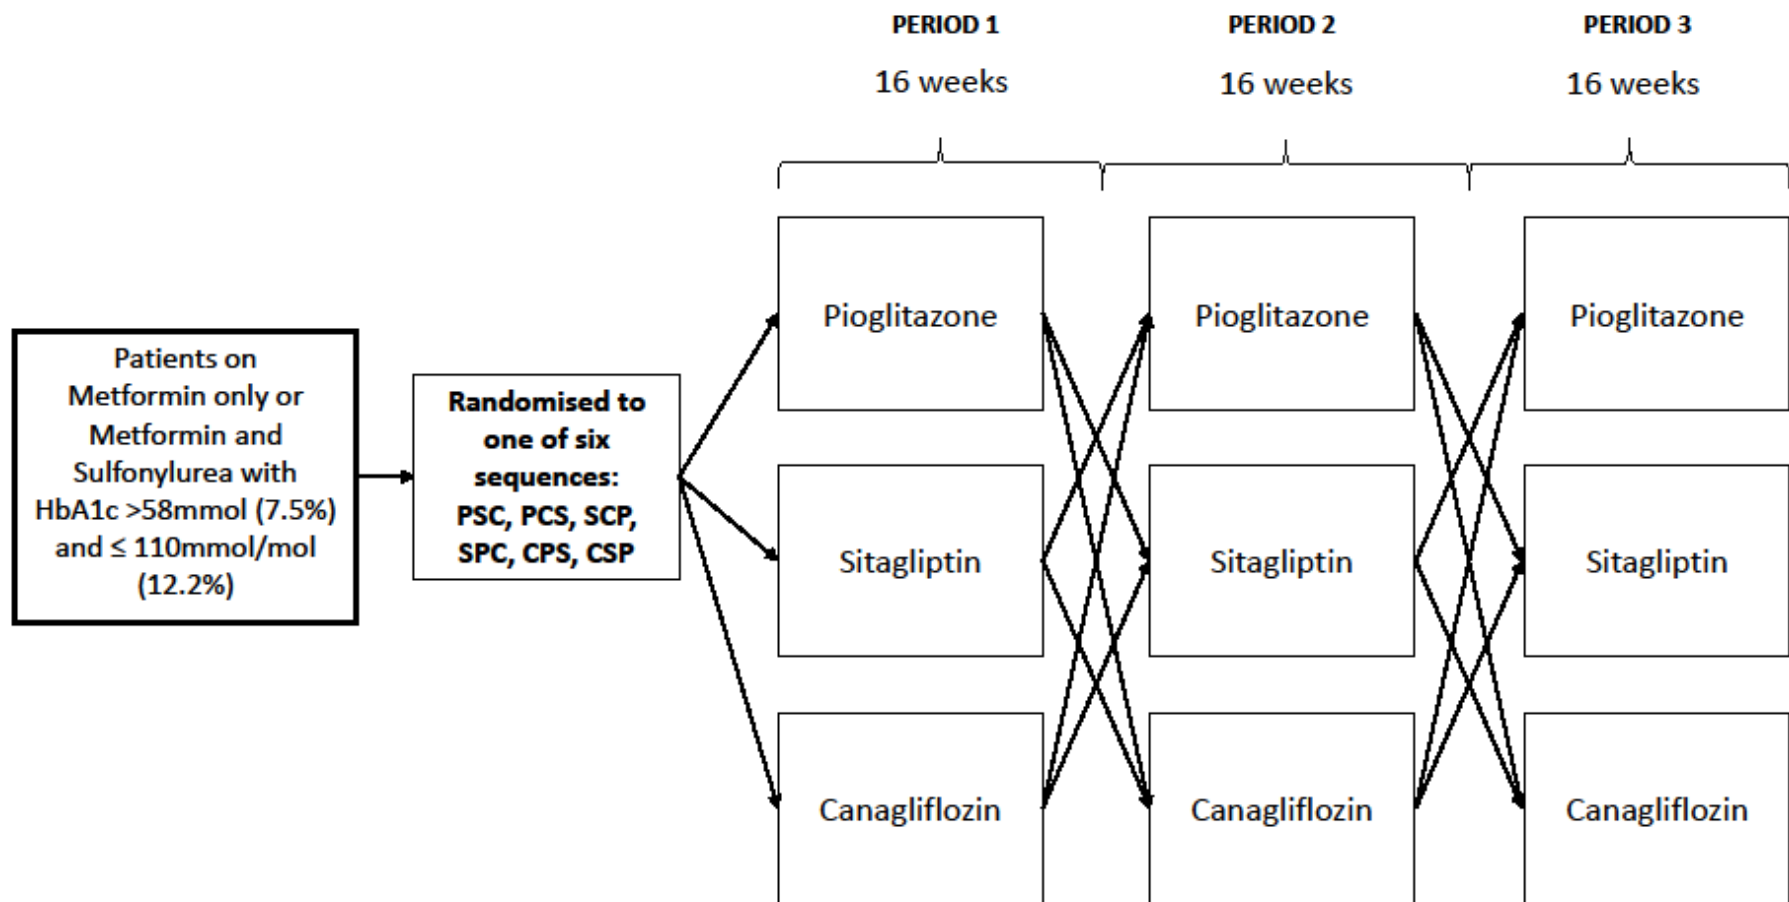 PERIOD 1
PERIOD 2
PERIOD 3
16 weeks
16 weeks
16 weeks
Patients on
Metformin only or
Metformin and
Sulfonylurea with
HbA1c >58mmol (7.5%)
and ≤ 110mmol/mol
(12.2%)
Randomised to
one of six
sequences:
PSC, PCS, SCP,
SPC, CPS, CSP
Pioglitazone
Pioglitazone
Pioglitazone
Sitagliptin
Sitagliptin
Sitagliptin
Canagliflozin
Canagliflozin
Canagliflozin